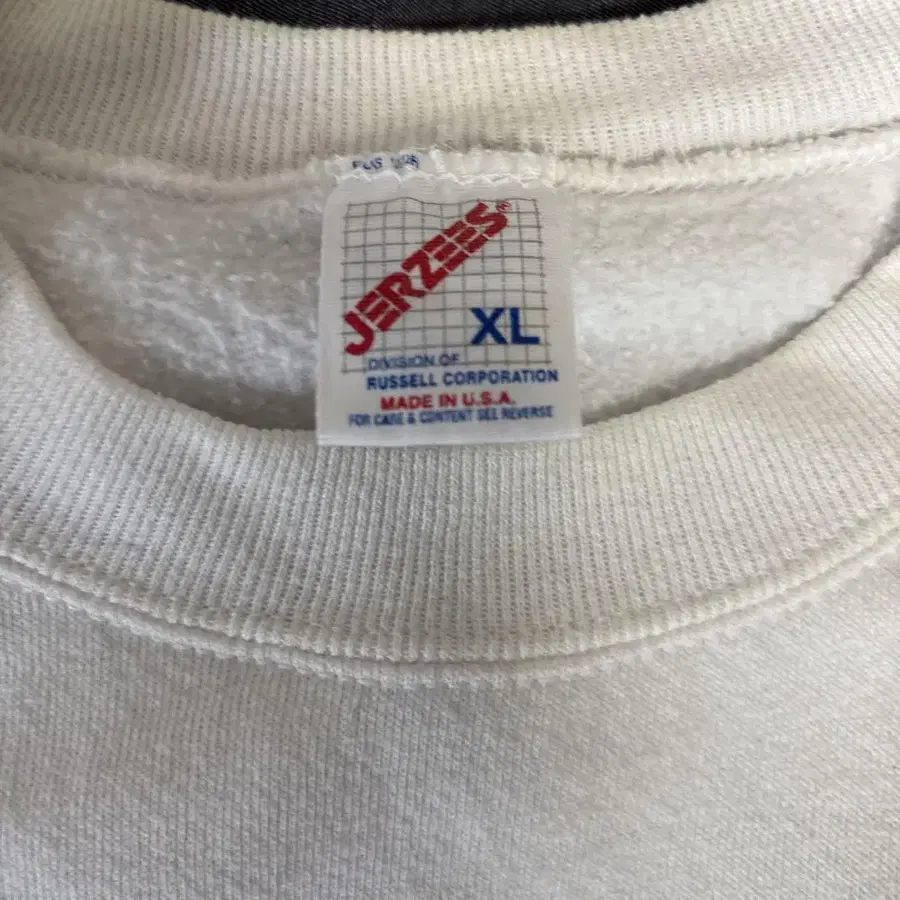 JERZEES®
XL
DIVISION OF
RUSSELL CORPORATION
MADE IN U.S.A.
FOR CARE & CONTENT SEE REVERSE